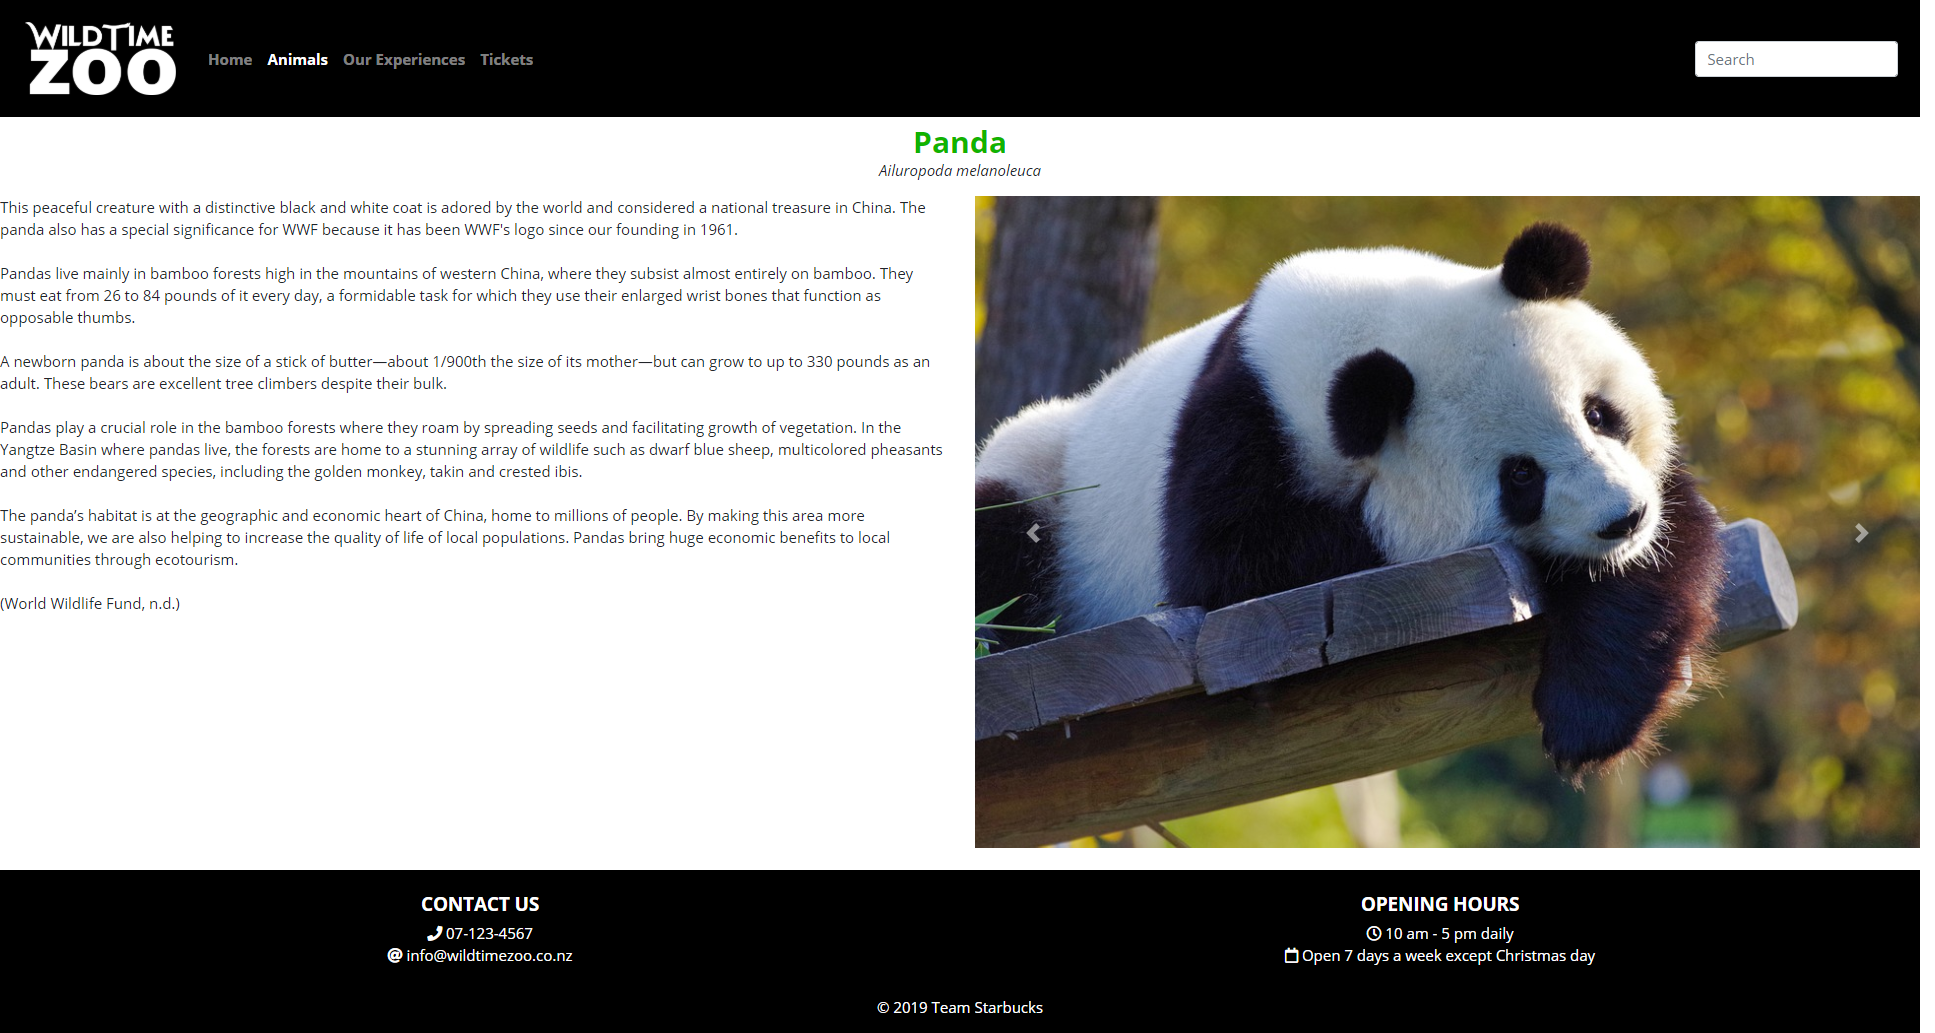 WILDTIME
ZOO
Home Animals Our Experiences Tickets
Search
Panda
Ailuropoda melanoleuca
This peaceful creature with a distinctive black and white coat is adored by the world and considered a national treasure in China. The
panda also has a special significance for WWF because it has been WWF's logo since our founding in 1961.
Pandas live mainly in bamboo forests high in the mountains of western China, where they subsist almost entirely on bamboo. They
must eat from 26 to 84 pounds of it every day, a formidable task for which they use their enlarged wrist bones that function as
opposable thumbs.
A newborn panda is about the size of a stick of butter—about 1/900th the size of its mother—but can grow to up to 330 pounds as an
adult. These bears are excellent tree climbers despite their bulk.
Pandas play a crucial role in the bamboo forests where they roam by spreading seeds and facilitating growth of vegetation. In the
Yangtze Basin where pandas live, the forests are home to a stunning array of wildlife such as dwarf blue sheep, multicolored pheasants
and other endangered species, including the golden monkey, takin and crested ibis.
The panda’s habitat is at the geographic and economic heart of China, home to millions of people. By making this area more
sustainable, we are also helping to increase the quality of life of local populations. Pandas bring huge economic benefits to local
communities through ecotourism.
(World Wildlife Fund, n.d.)
CONTACT US
07-123-4567
info@wildtimezoo.co.nz
OPENING HOURS
10 am - 5 pm daily
Open 7 days a week except Christmas day
© 2019 Team Starbucks